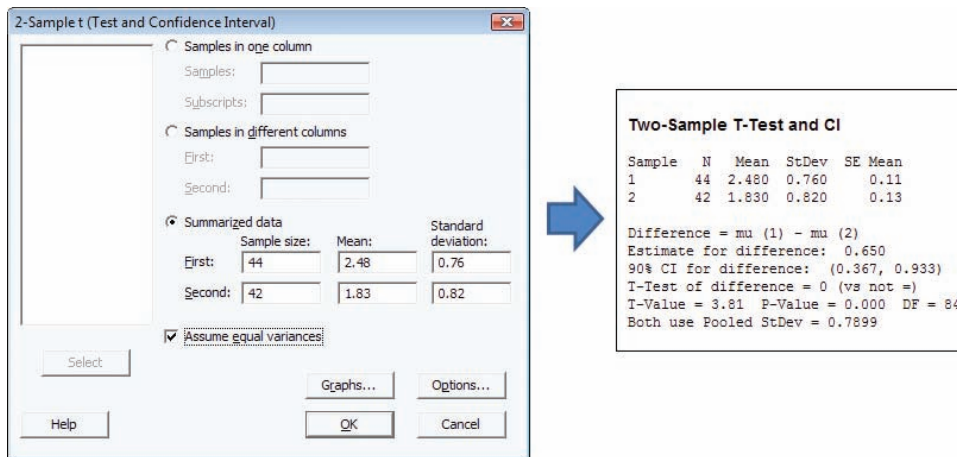 2-Sample t (Test and Confidence Interval)
Samples in one column
Samples:
Subscripts:
Samples in different columns
First:
Second:
Summarized data
Sample size: Mean: Standard deviation:
First: 44 2.48 0.76
Second: 42 1.83 0.82
Assume equal variances
Select
Graphs... Options...
Help OK Cancel
Two-Sample T-Test and CI
Sample N Mean StDev SE Mean
1 44 2.480 0.760 0.11
2 42 1.830 0.820 0.13
Difference = mu (1) - mu (2)
Estimate for difference: 0.650
90% CI for difference: (0.367, 0.933)
T-Test of difference = 0 (vs not =)
T-Value = 3.81 P-Value = 0.000 DF = 84
Both use Pooled StDev = 0.7899